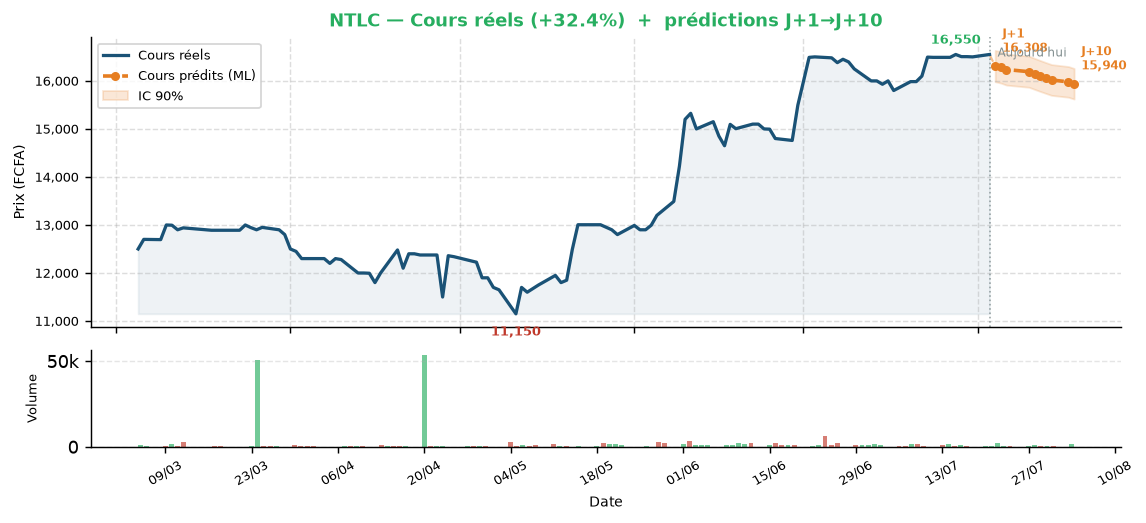 NTLC — Cours réels (+32.4%)  +  prédictions J+1→J+10
Cours réels
Cours prédits (ML)
IC 90%
16,550
J+1
16,308
Aujourd'hui
J+10
15,940
11,150
Prix (FCFA)
16,000
15,000
14,000
13,000
12,000
11,000
Volume
50k
0
09/03
23/03
06/04
20/04
04/05
18/05
01/06
15/06
29/06
13/07
27/07
10/08
Date